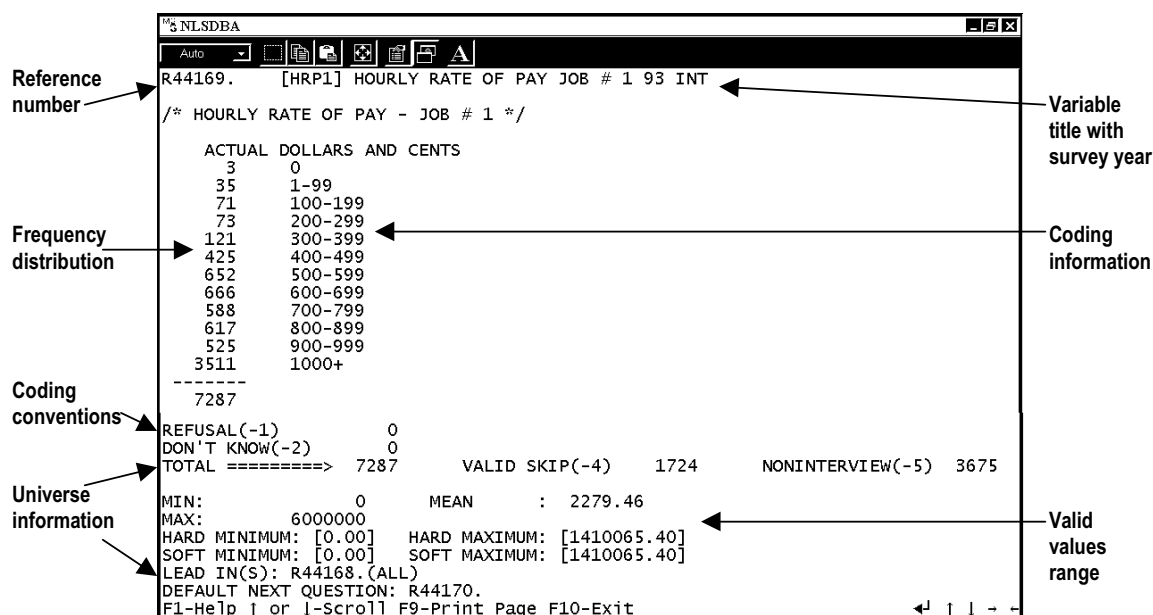 NLSDBA
Auto
A
Reference number
R44169. [HRP1] HOURLY RATE OF PAY JOB # 1 93 INT
Variable title with survey year
/* HOURLY RATE OF PAY - JOB # 1 */
ACTUAL DOLLARS AND CENTS
3 0
35 1-99
71 100-199
73 200-299
121 300-399
425 400-499
652 500-599
666 600-699
588 700-799
617 800-899
525 900-999
3511 1000+
-------
7287
Frequency distribution
Coding information
Coding conventions
REFUSAL(-1) 0
DON'T KNOW(-2) 0
TOTAL =========> 7287 VALID SKIP(-4) 1724 NONINTERVIEW(-5) 3675
Universe information
MIN: 0 MEAN : 2279.46
MAX: 6000000
HARD MINIMUM: [0.00] HARD MAXIMUM: [1410065.40]
SOFT MINIMUM: [0.00] SOFT MAXIMUM: [1410065.40]
Valid values range
LEAD IN(S): R44168.(ALL)
DEFAULT NEXT QUESTION: R44170.
F1-Help ↑ or ↓-Scroll F9-Print Page F10-Exit